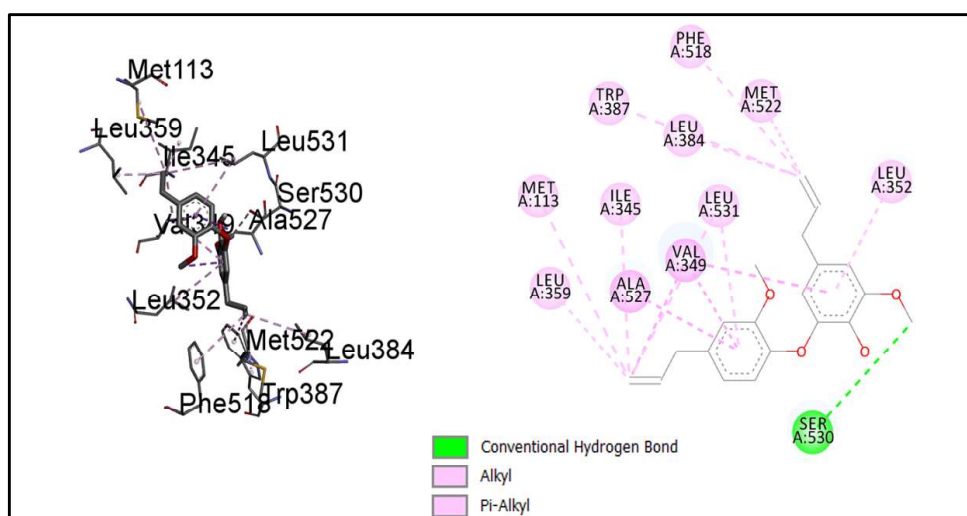 Met113
Leu359
Ile345
Leu531
Ser530
Val349
Ala527
Leu352
Met522
Leu384
Phe518
Trp387
PHE
A:518
TRP
A:387
MET
A:522
LEU
A:384
MET
A:113
ILE
A:345
LEU
A:531
LEU
A:352
VAL
A:349
LEU
A:359
ALA
A:527
O
O
O
O
SER
A:530
Conventional Hydrogen Bond
Alkyl
Pi-Alkyl